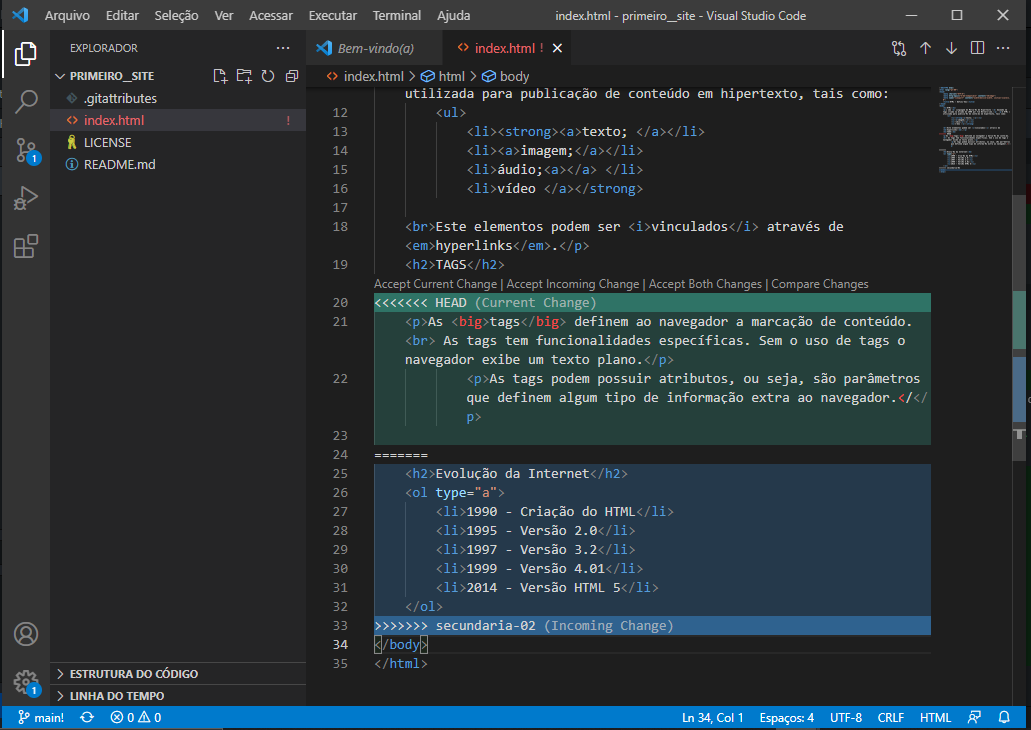 Arquivo Editar Seleção Ver Acessar Executar Terminal Ajuda index.html - primeiro__site - Visual Studio Code
EXPLORADOR ···
Bem-vindo(a)
<> index.html ! ×
PRIMEIRO__SITE
<> index.html > html > body
.gitattributes
<> index.html !
LICENSE
README.md
utilizada para publicação de conteúdo em hipertexto, tais como:
12 <ul>
13 <li><strong><a>texto; </a></li>
14 <li><a>imagem;</a></li>
15 <li>áudio;<a></a> </li>
16 <li>vídeo </a></strong>
17
18 <br>Este elementos podem ser <i>vinculados</i> através de
<em>hyperlinks</em>.</p>
19 <h2>TAGS</h2>
Accept Current Change | Accept Incoming Change | Accept Both Changes | Compare Changes
20 <<<<<<< HEAD (Current Change)
21 <p>As <big>tags</big> definem ao navegador a marcação de conteúdo.
<br> As tags tem funcionalidades específicas. Sem o uso de tags o
navegador exibe um texto plano.</p>
22 <p>As tags podem possuir atributos, ou seja, são parâmetros
que definem algum tipo de informação extra ao navegador.</</
p>
23
24 =======
25 <h2>Evolução da Internet</h2>
26 <ol type="a">
27 <li>1990 - Criação do HTML</li>
28 <li>1995 - Versão 2.0</li>
29 <li>1997 - Versão 3.2</li>
30 <li>1999 - Versão 4.01</li>
31 <li>2014 - Versão HTML 5</li>
32 </ol>
33 >>>>>>> secundaria-02 (Incoming Change)
34 </body>
35 </html>
1
1
ESTRUTURA DO CÓDIGO
LINHA DO TEMPO
main! 0 0 Ln 34, Col 1 Espaços: 4 UTF-8 CRLF HTML